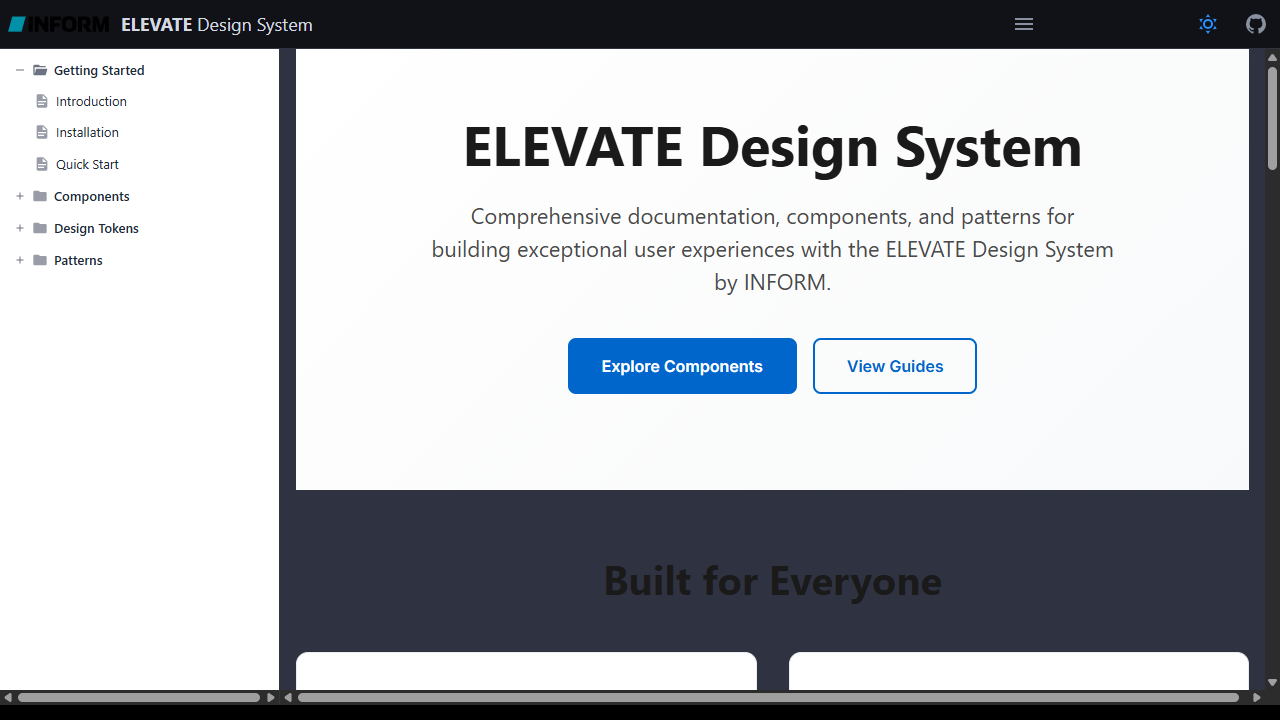 INFORM ELEVATE Design System
Getting Started
Introduction
Installation
Quick Start
Components
Design Tokens
Patterns
ELEVATE Design System
Comprehensive documentation, components, and patterns for
building exceptional user experiences with the ELEVATE Design System
by INFORM.
Explore Components
View Guides
Built for Everyone